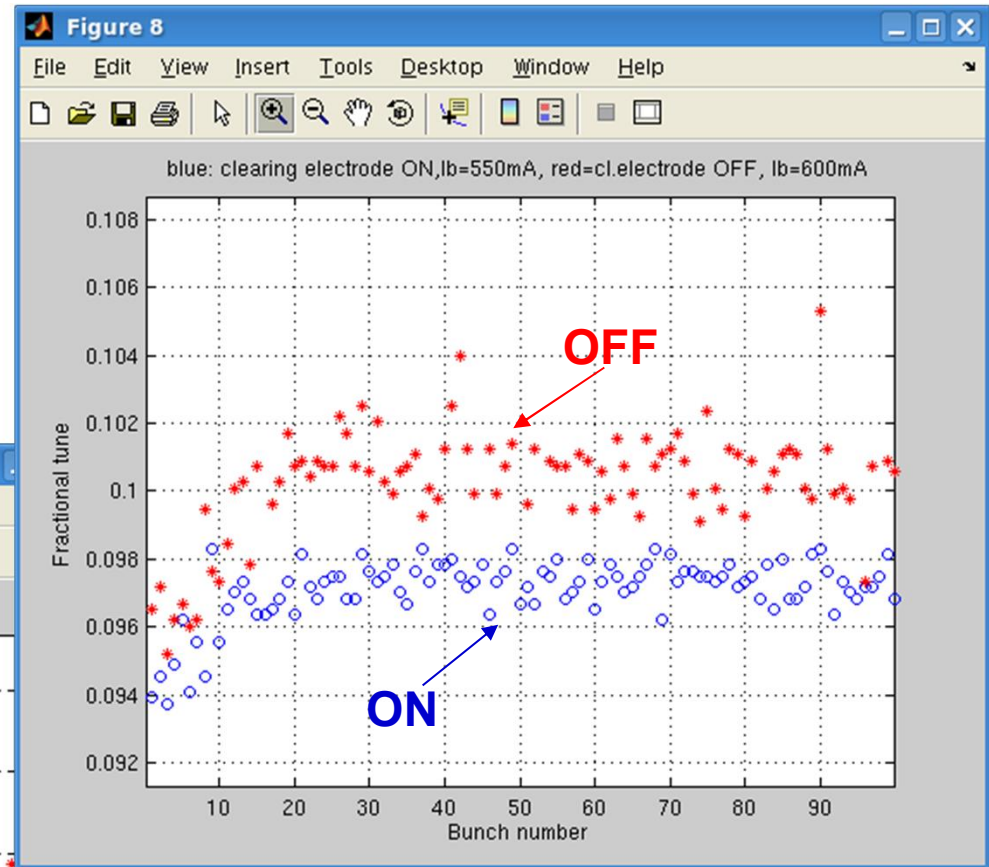 Figure 8
File Edit View Insert Tools Desktop Window Help
blue: clearing electrode ON,Ib=550mA, red=cl.electrode OFF, Ib=600mA
0.108
0.106
0.104
0.102
0.1
0.098
0.096
0.094
0.092
Fractional tune
OFF
ON
10 20 30 40 50 60 70 80 90
Bunch number